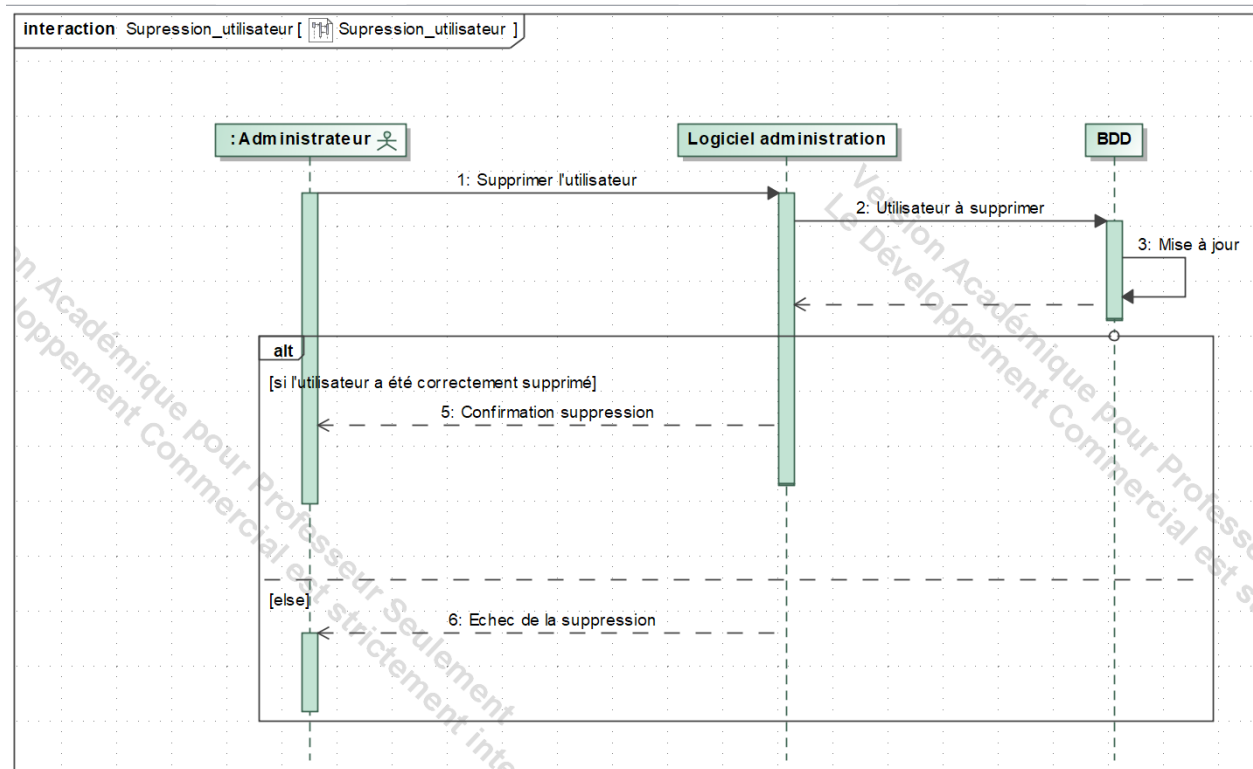 interaction Supression_utilisateur [ Supression_utilisateur ]
: Administrateur
Logiciel administration
BDD
1: Supprimer l'utilisateur
2: Utilisateur à supprimer
3: Mise à jour
alt
[si l'utilisateur a été correctement supprimé]
5: Confirmation suppression
[else]
6: Echec de la suppression
Version Académique pour Professeur Seulement
Le Développement Commercial est strictement